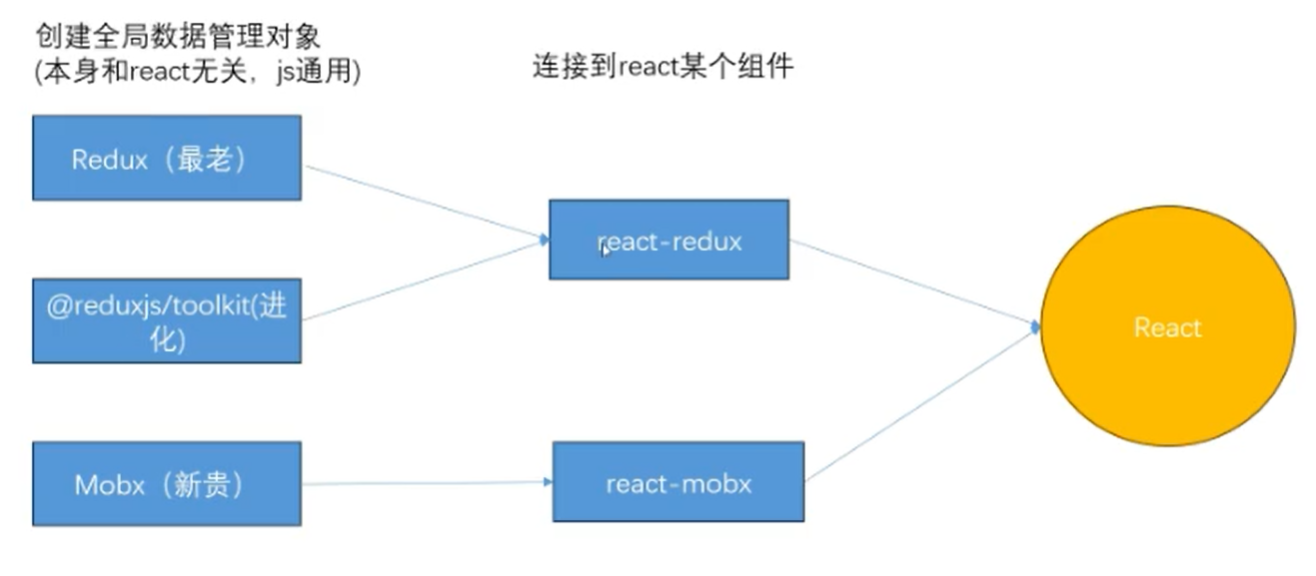 创建全局数据管理对象
(本身和react无关，js通用)
连接到react某个组件
Redux（最老）
react-redux
@reduxjs/toolkit(进
化)
React
Mobx（新贵）
react-mobx